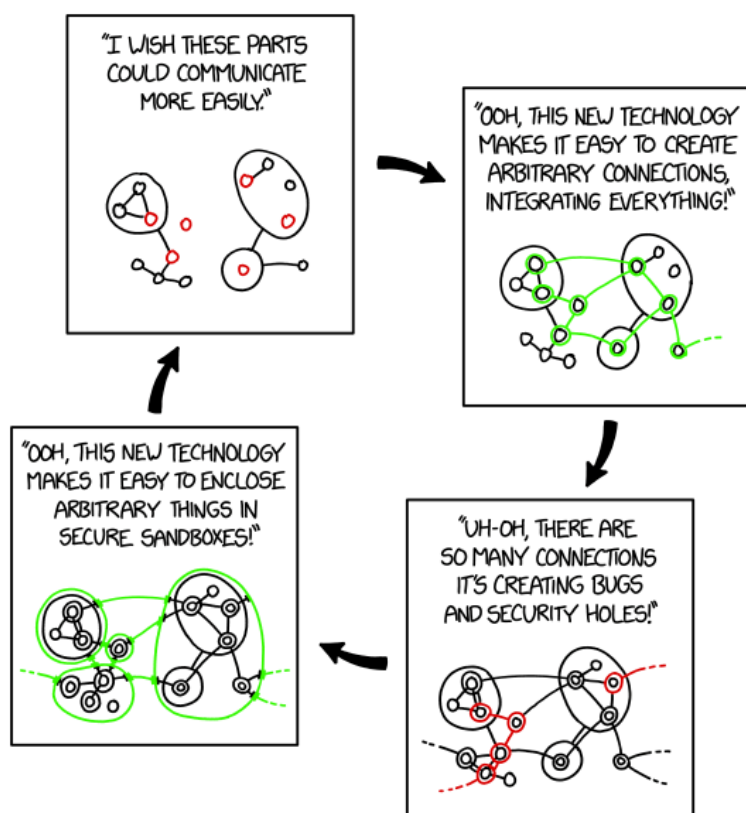 "I WISH THESE PARTS
COULD COMMUNICATE
MORE EASILY."
"OOH, THIS NEW TECHNOLOGY
MAKES IT EASY TO CREATE
ARBITRARY CONNECTIONS,
INTEGRATING EVERYTHING!"
"UH-OH, THERE ARE
SO MANY CONNECTIONS
IT'S CREATING BUGS
AND SECURITY HOLES!"
"OOH, THIS NEW TECHNOLOGY
MAKES IT EASY TO ENCLOSE
ARBITRARY THINGS IN
SECURE SANDBOXES!"